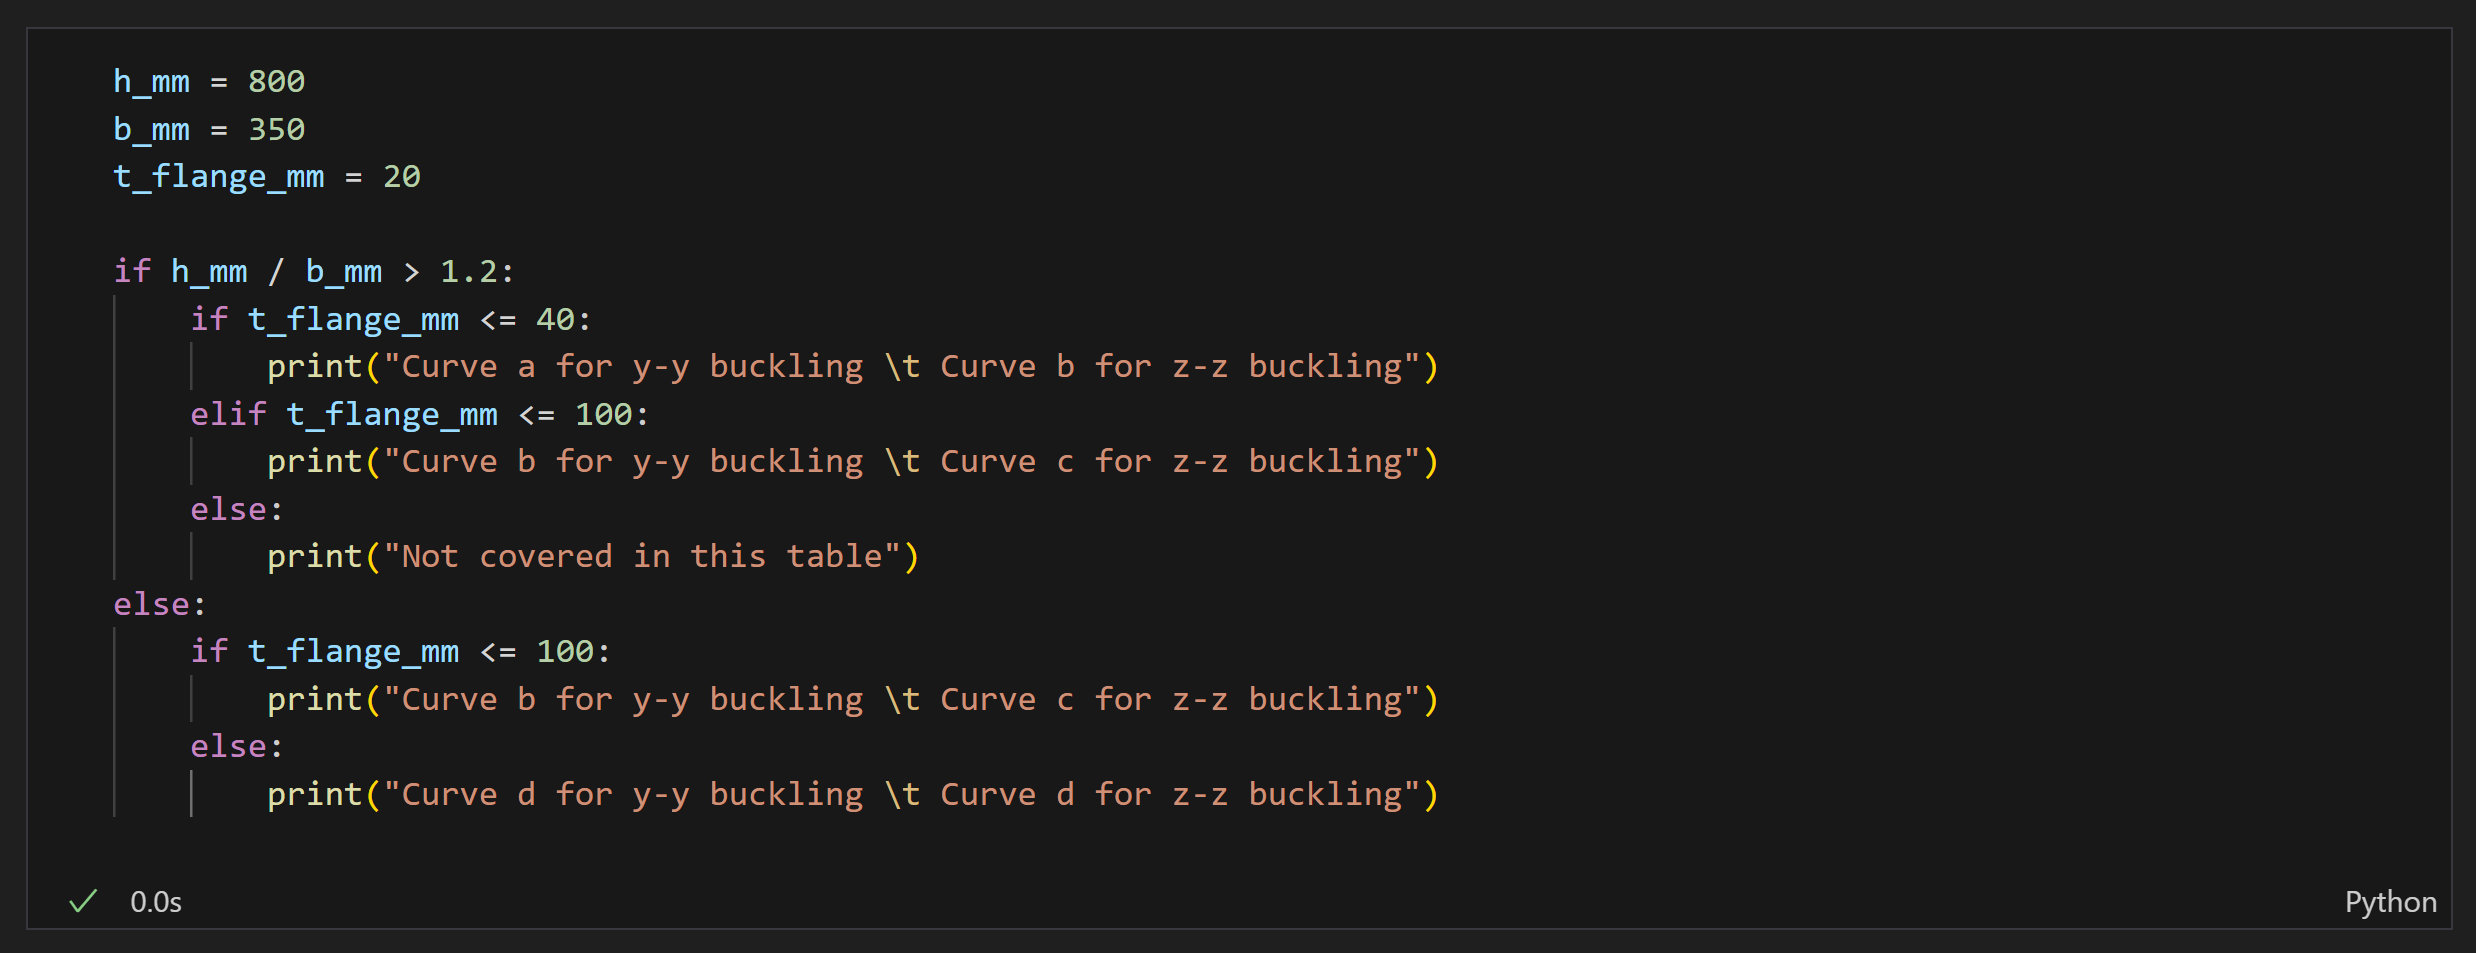 h_mm = 800
b_mm = 350
t_flange_mm = 20

if h_mm / b_mm > 1.2:
    if t_flange_mm <= 40:
        print("Curve a for y-y buckling \t Curve b for z-z buckling")
    elif t_flange_mm <= 100:
        print("Curve b for y-y buckling \t Curve c for z-z buckling")
    else:
        print("Not covered in this table")
else:
    if t_flange_mm <= 100:
        print("Curve b for y-y buckling \t Curve c for z-z buckling")
    else:
        print("Curve d for y-y buckling \t Curve d for z-z buckling")
0.0s
Python